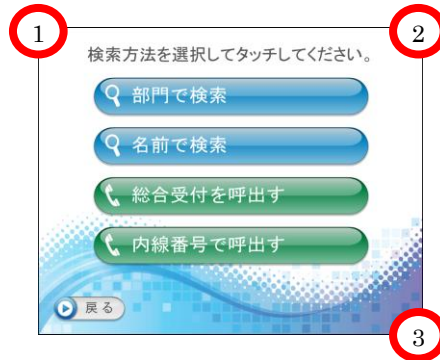 1
2
検索方法を選択してタッチしてください。
部門で検索
名前で検索
総合受付を呼出す
内線番号で呼出す
戻る
3